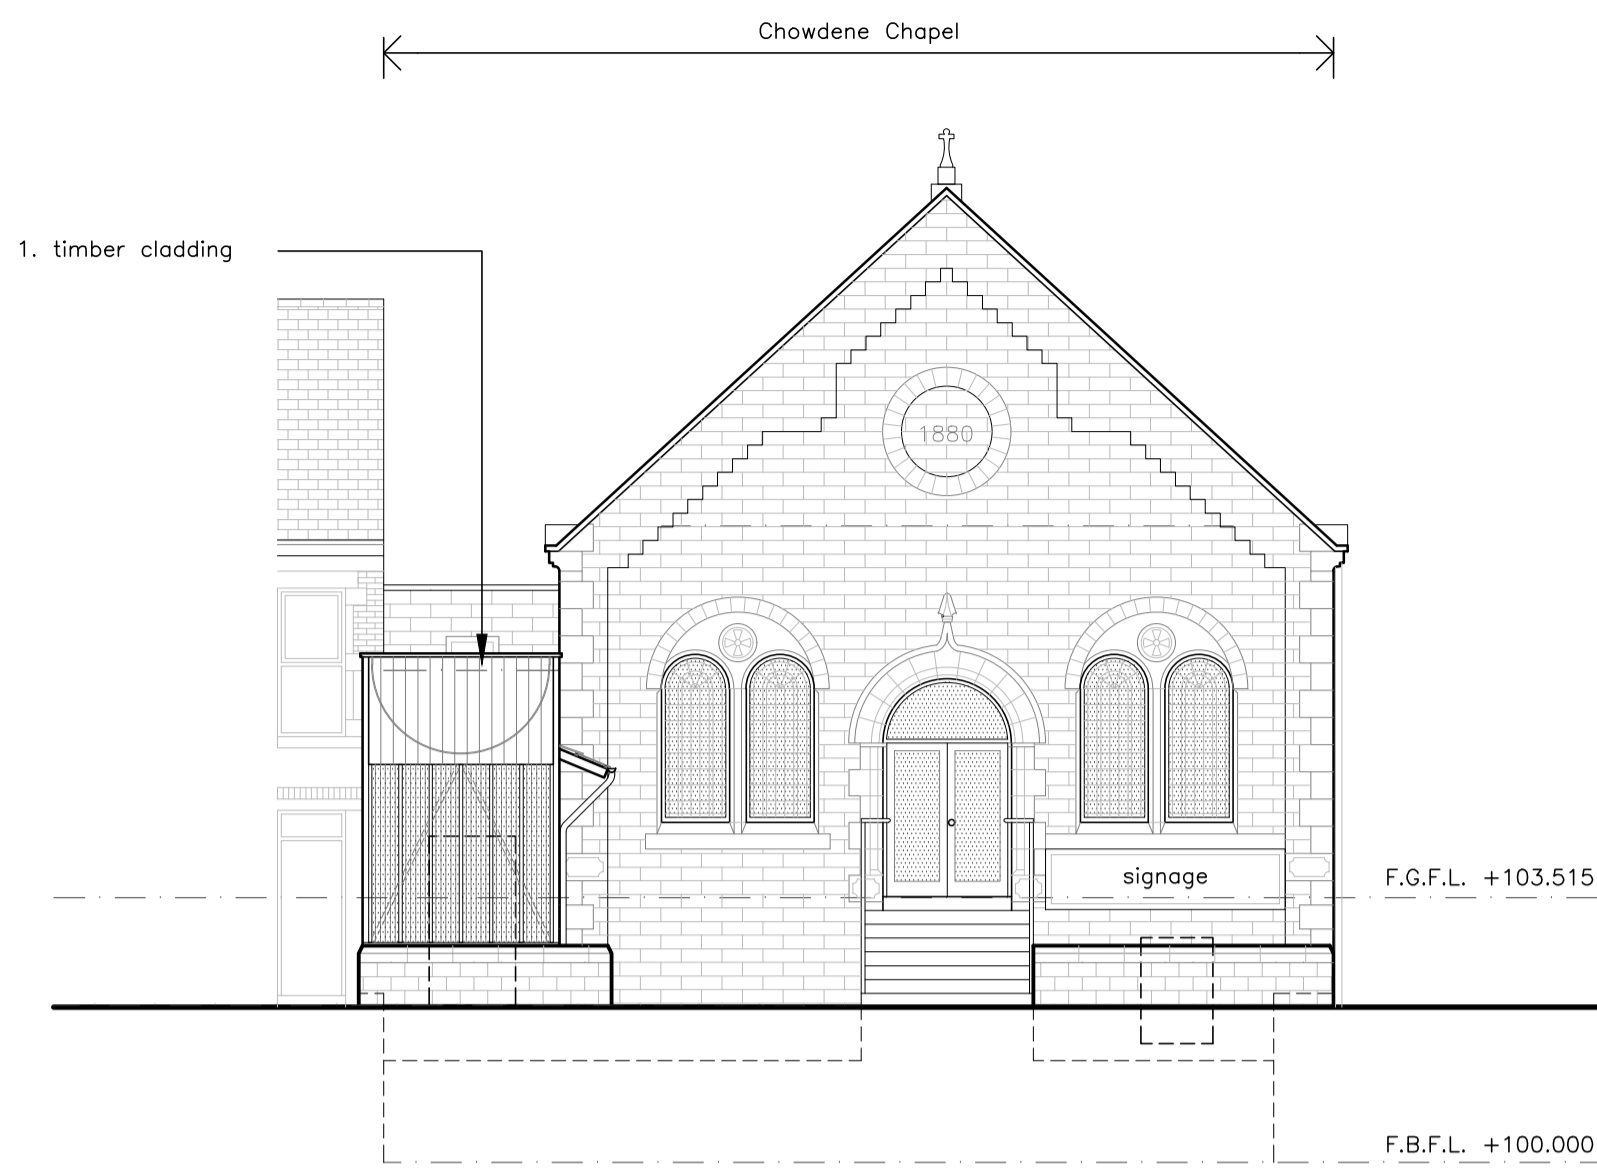 Chowdene Chapel
1. timber cladding
1880
signage
F.G.F.L. +103.515
F.B.F.L. +100.000